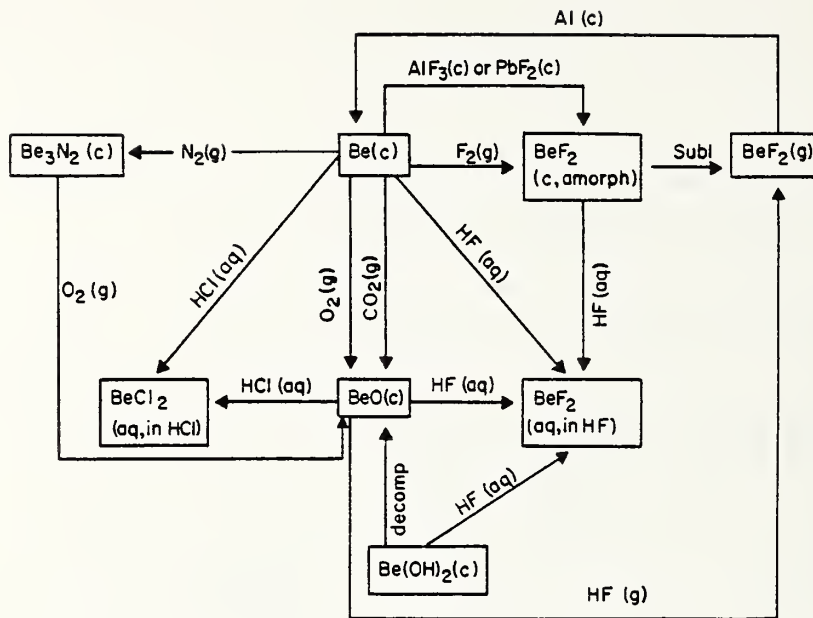 Al (c)
AlF₃(c) or PbF₂(c)
Be₃N₂ (c)
N₂(g)
Be(c)
F₂(g)
BeF₂
(c, amorph)
Subl
BeF₂(g)
O₂ (g)
HCl (aq)
O₂(g)
CO₂(g)
HF (aq)
HF (aq)
BeCl₂
(aq, in HCl)
HCl (aq)
BeO(c)
HF (aq)
BeF₂
(aq, in HF)
decomp
HF (aq)
Be(OH)₂(c)
HF (g)